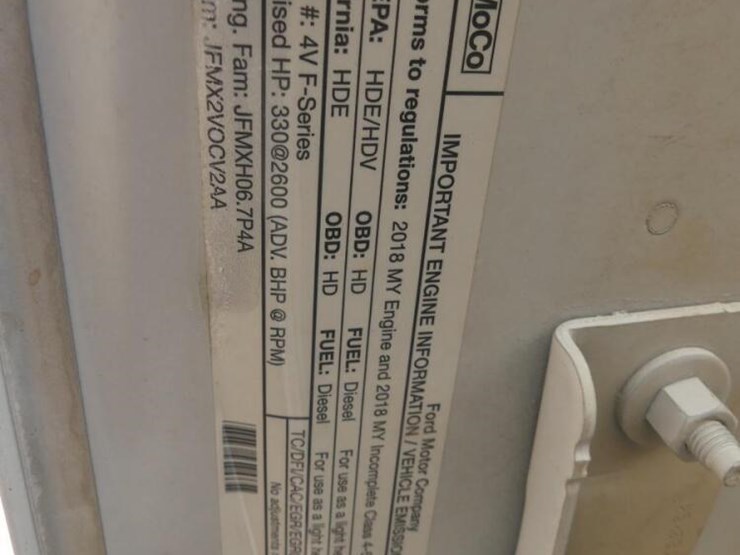 MoCo
IMPORTANT ENGINE INFORMATION / VEHICLE EMISSIO
Ford Motor Company
rms to regulations: 2018 MY Engine and 2018 MY Incomplete Class 4-
EPA: HDE/HDV OBD: HD FUEL: Diesel For use as a light he
rnia: HDE OBD: HD FUEL: Diesel For use as a light h
#: 4V F-Series TC/DFI/CAC/EGR/EGR
ised HP: 330@2600 (ADV. BHP @ RPM) No adjustments
ng. Fam: JFMXH06.7P4A
m: JFMX2VOCV2AA